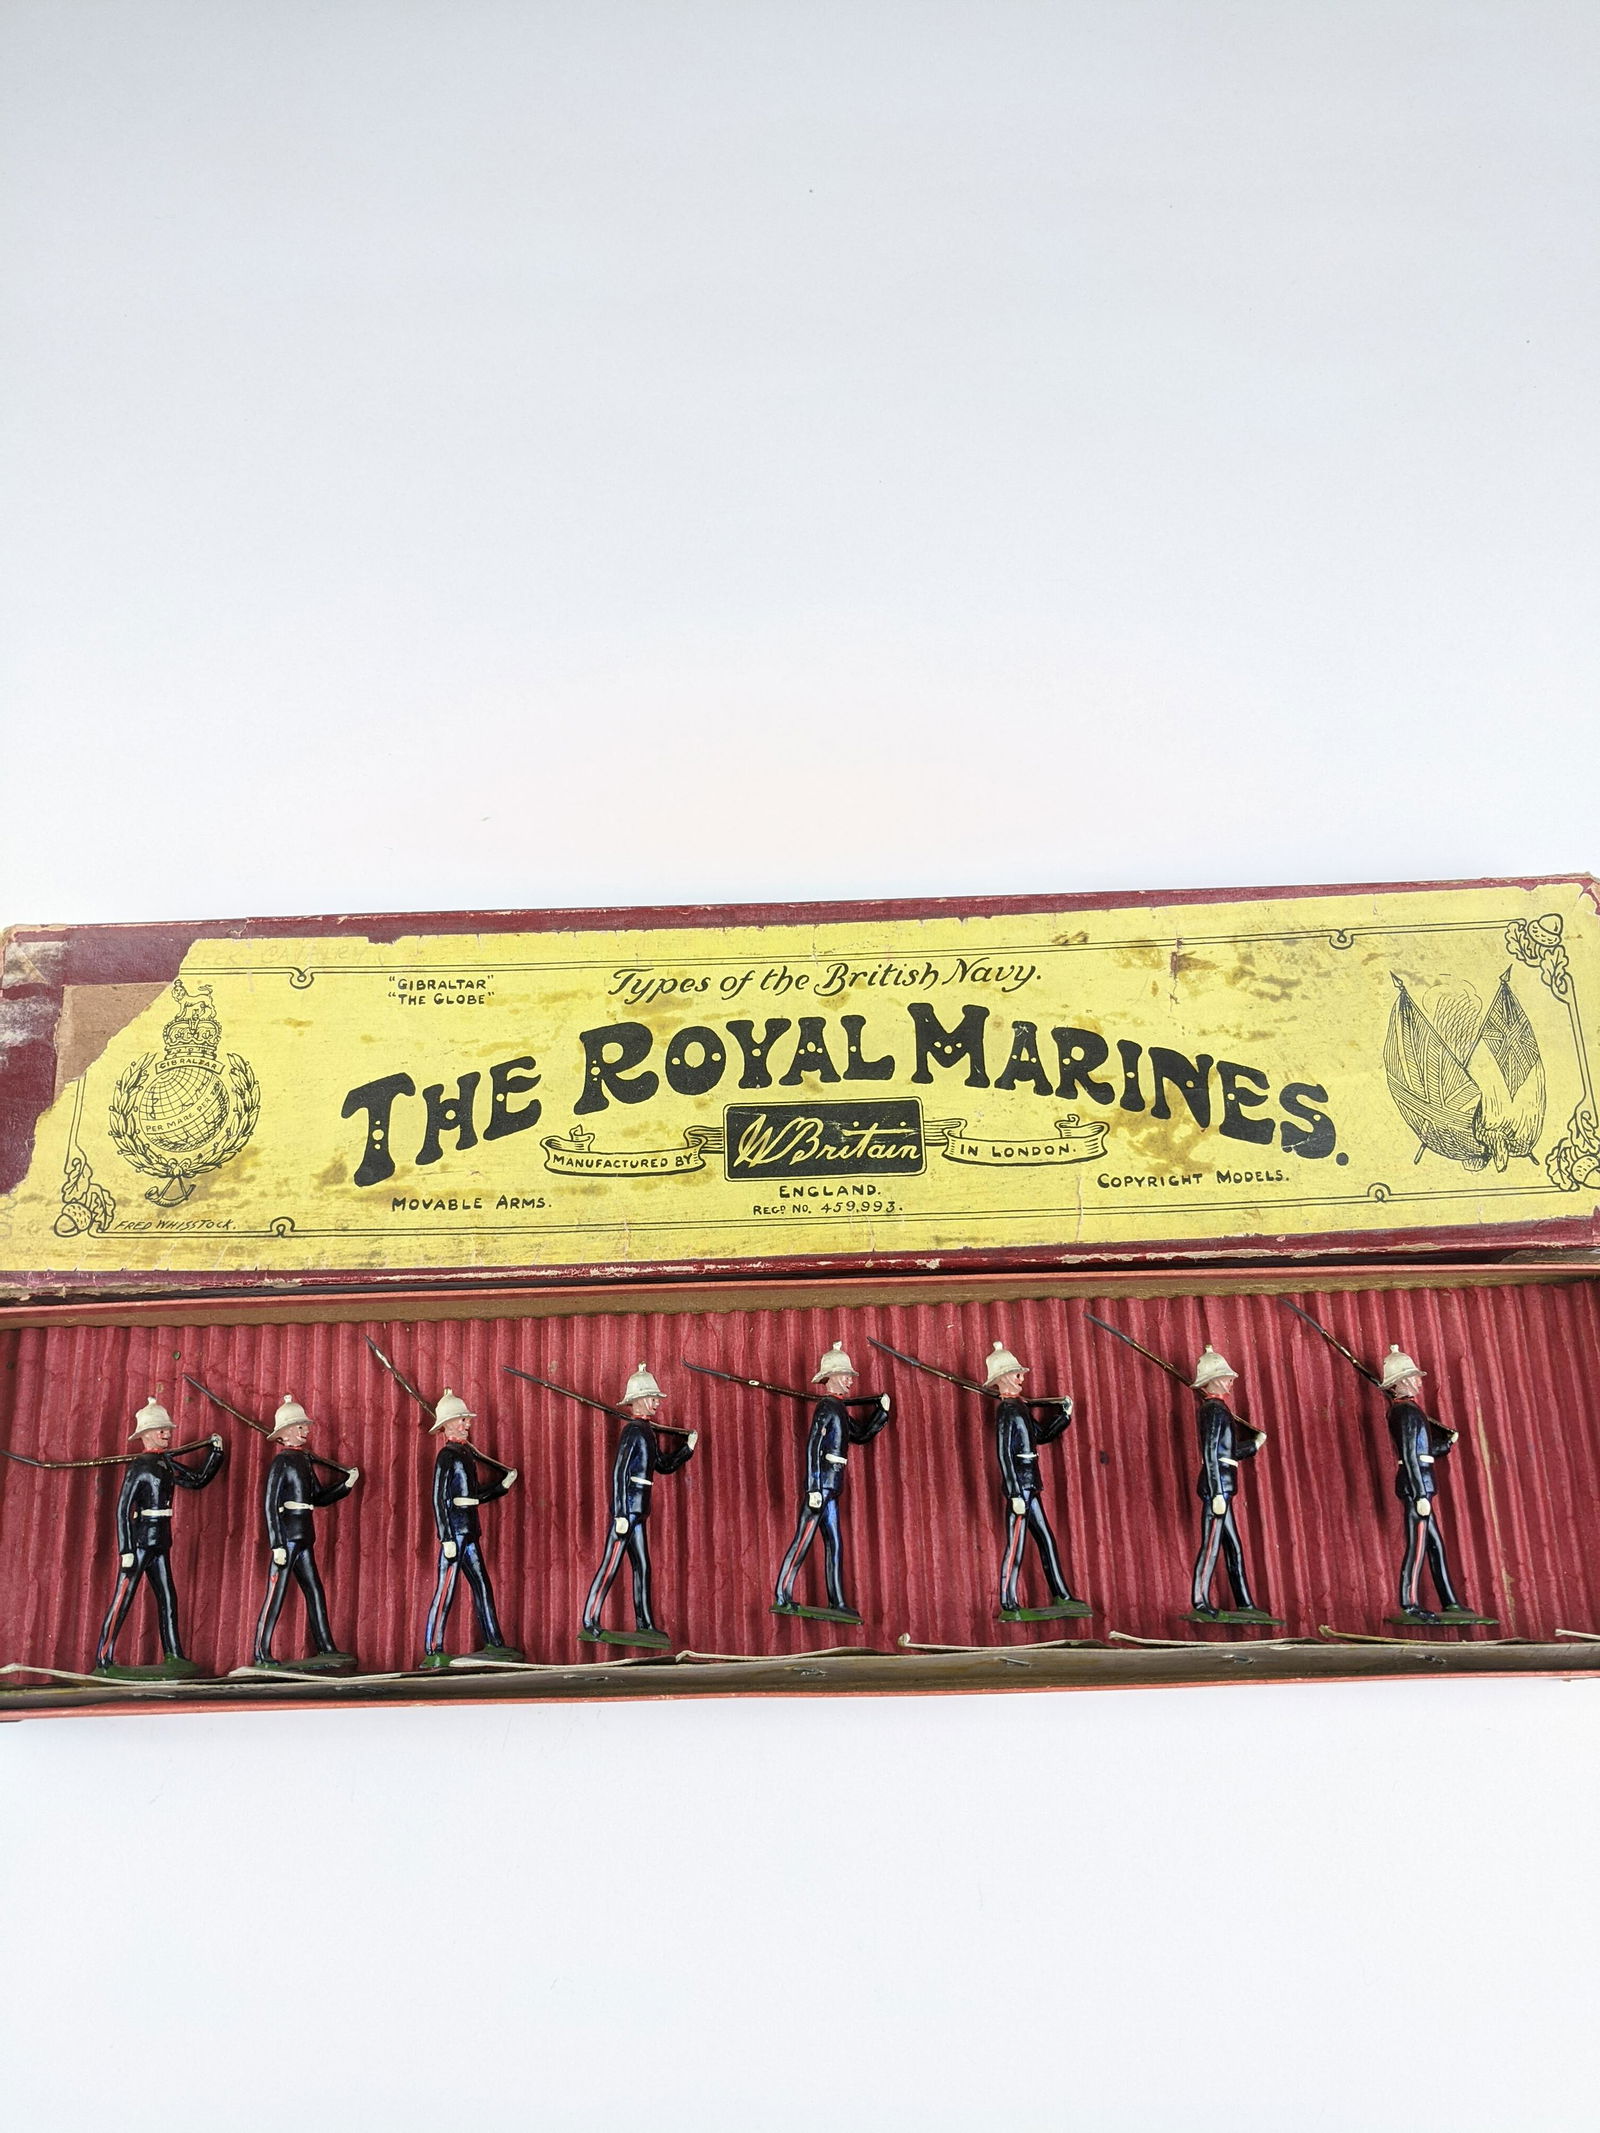 "GIBRALTAR"
"THE GLOBE"
Types of the British Navy.
THE ROYAL MARINES.
GIBRALTAR
PER MARE PER
MANUFACTURED BY
W Britain
IN LONDON.
MOVABLE ARMS.
ENGLAND.
REGD NO. 459,993.
COPYRIGHT MODELS.
FRED WHISSTOCK.